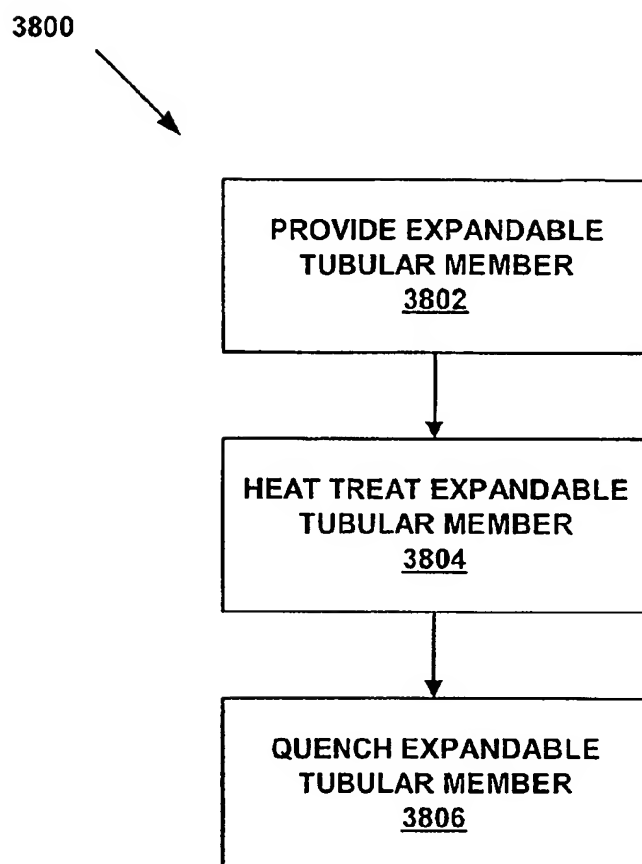 3800
PROVIDE EXPANDABLE
TUBULAR MEMBER
3802
HEAT TREAT EXPANDABLE
TUBULAR MEMBER
3804
QUENCH EXPANDABLE
TUBULAR MEMBER
3806